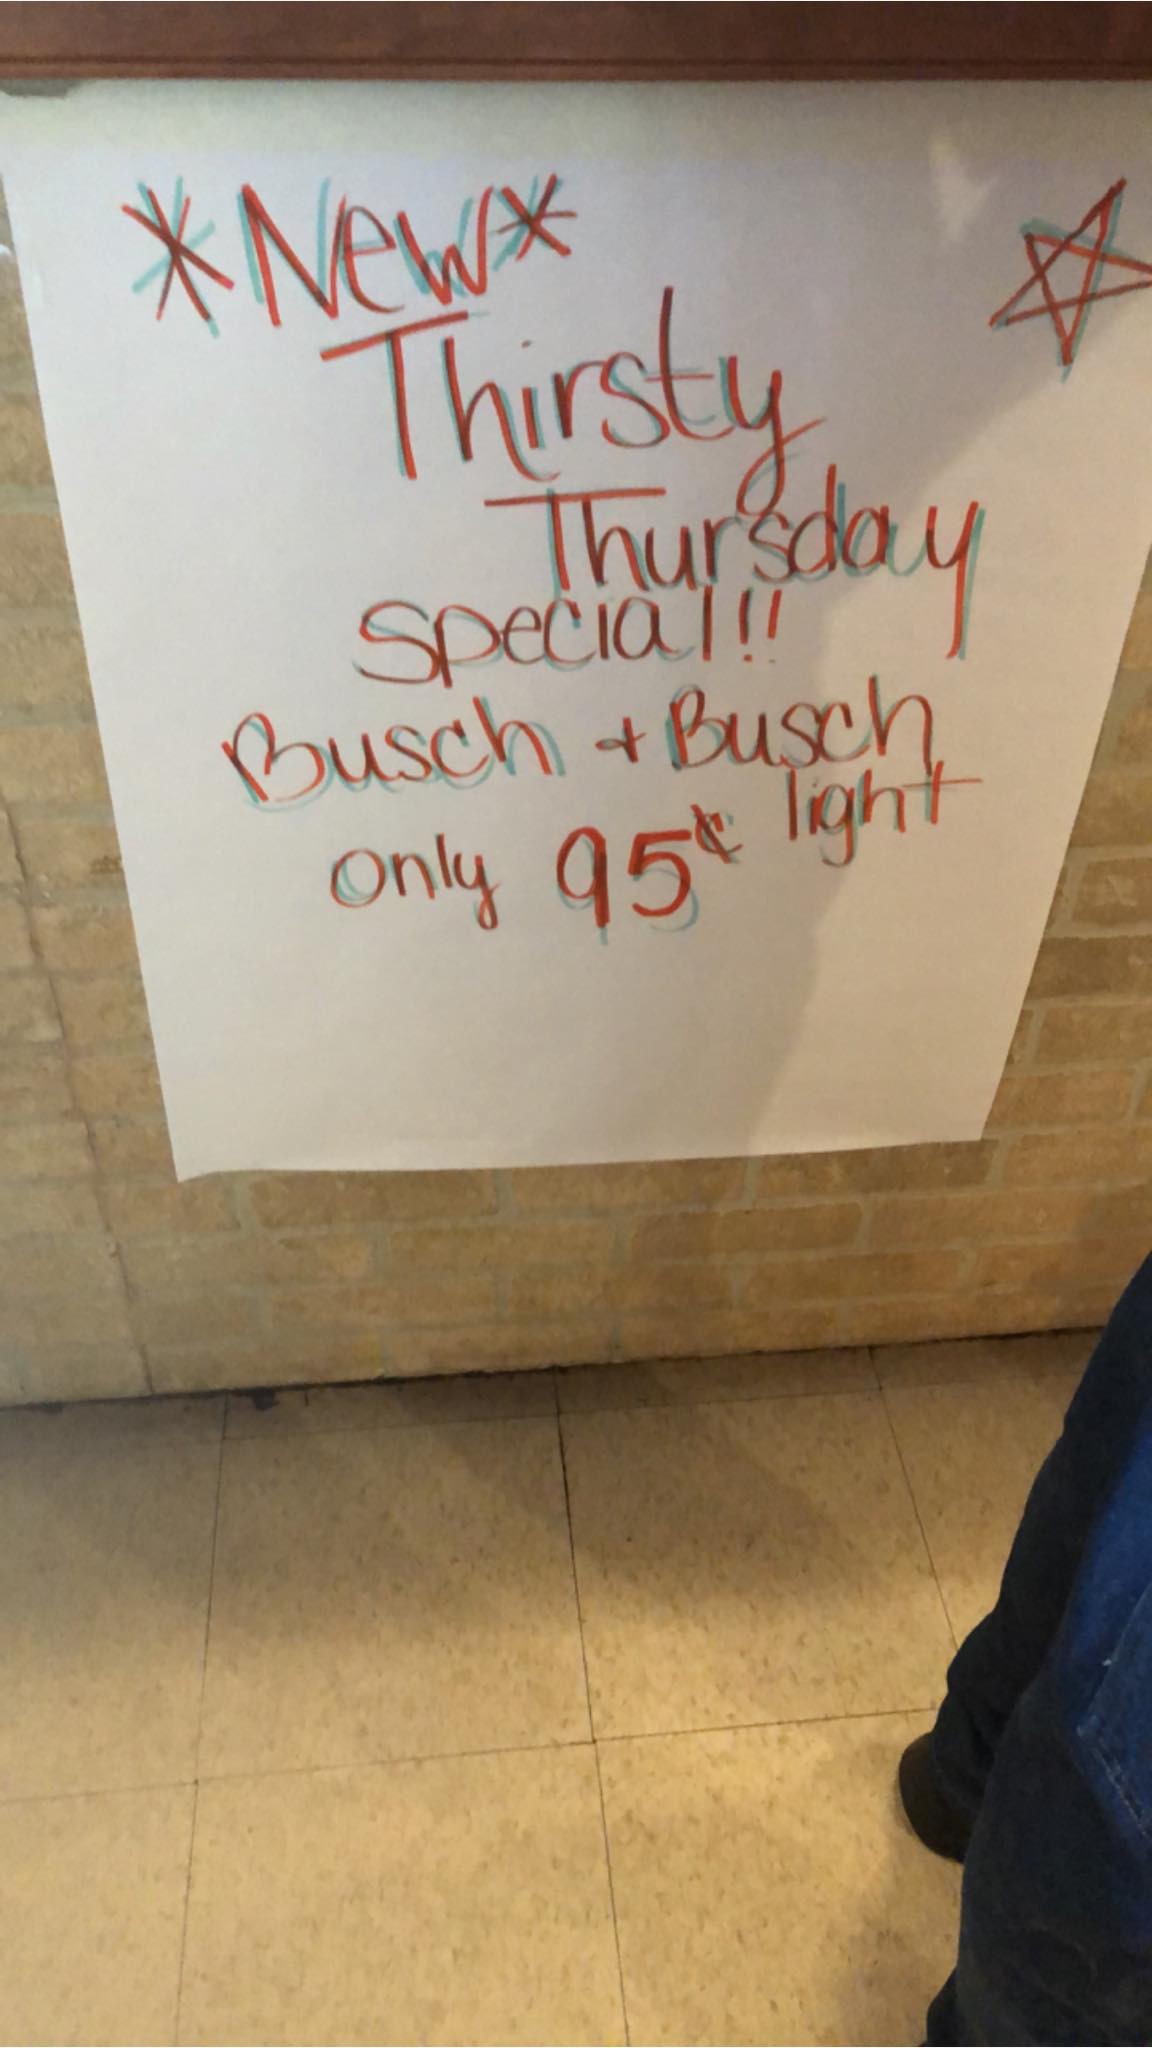 *New*
Thirsty
Thursday
Special!!
Busch + Busch
light
only 95¢